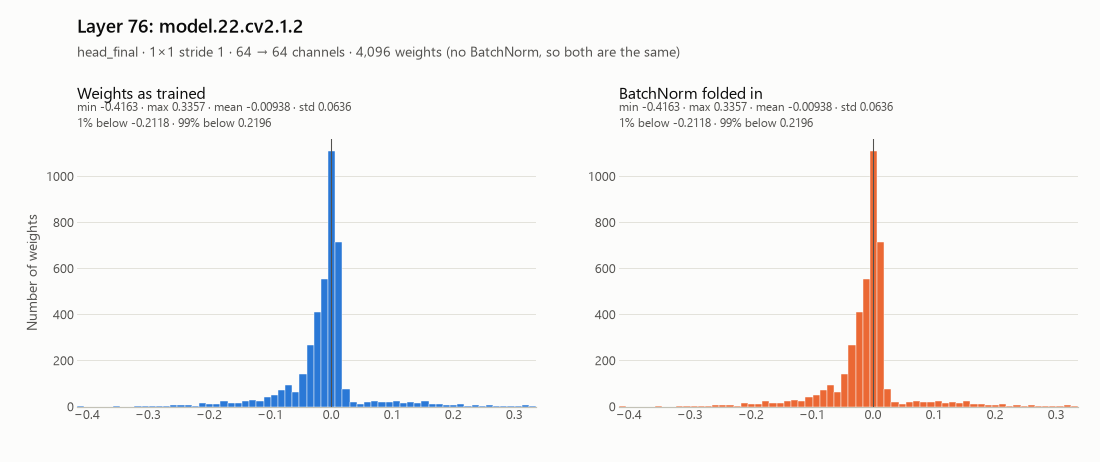 Layer 76: model.22.cv2.1.2
head_final · 1×1 stride 1 · 64 → 64 channels · 4,096 weights (no BatchNorm, so both are the same)
Weights as trained
min -0.4163 · max 0.3357 · mean -0.00938 · std 0.0636
1% below -0.2118 · 99% below 0.2196
Number of weights
1000
800
600
400
200
0
−0.4 −0.3 −0.2 −0.1 0.0 0.1 0.2 0.3
BatchNorm folded in
min -0.4163 · max 0.3357 · mean -0.00938 · std 0.0636
1% below -0.2118 · 99% below 0.2196
1000
800
600
400
200
0
−0.4 −0.3 −0.2 −0.1 0.0 0.1 0.2 0.3